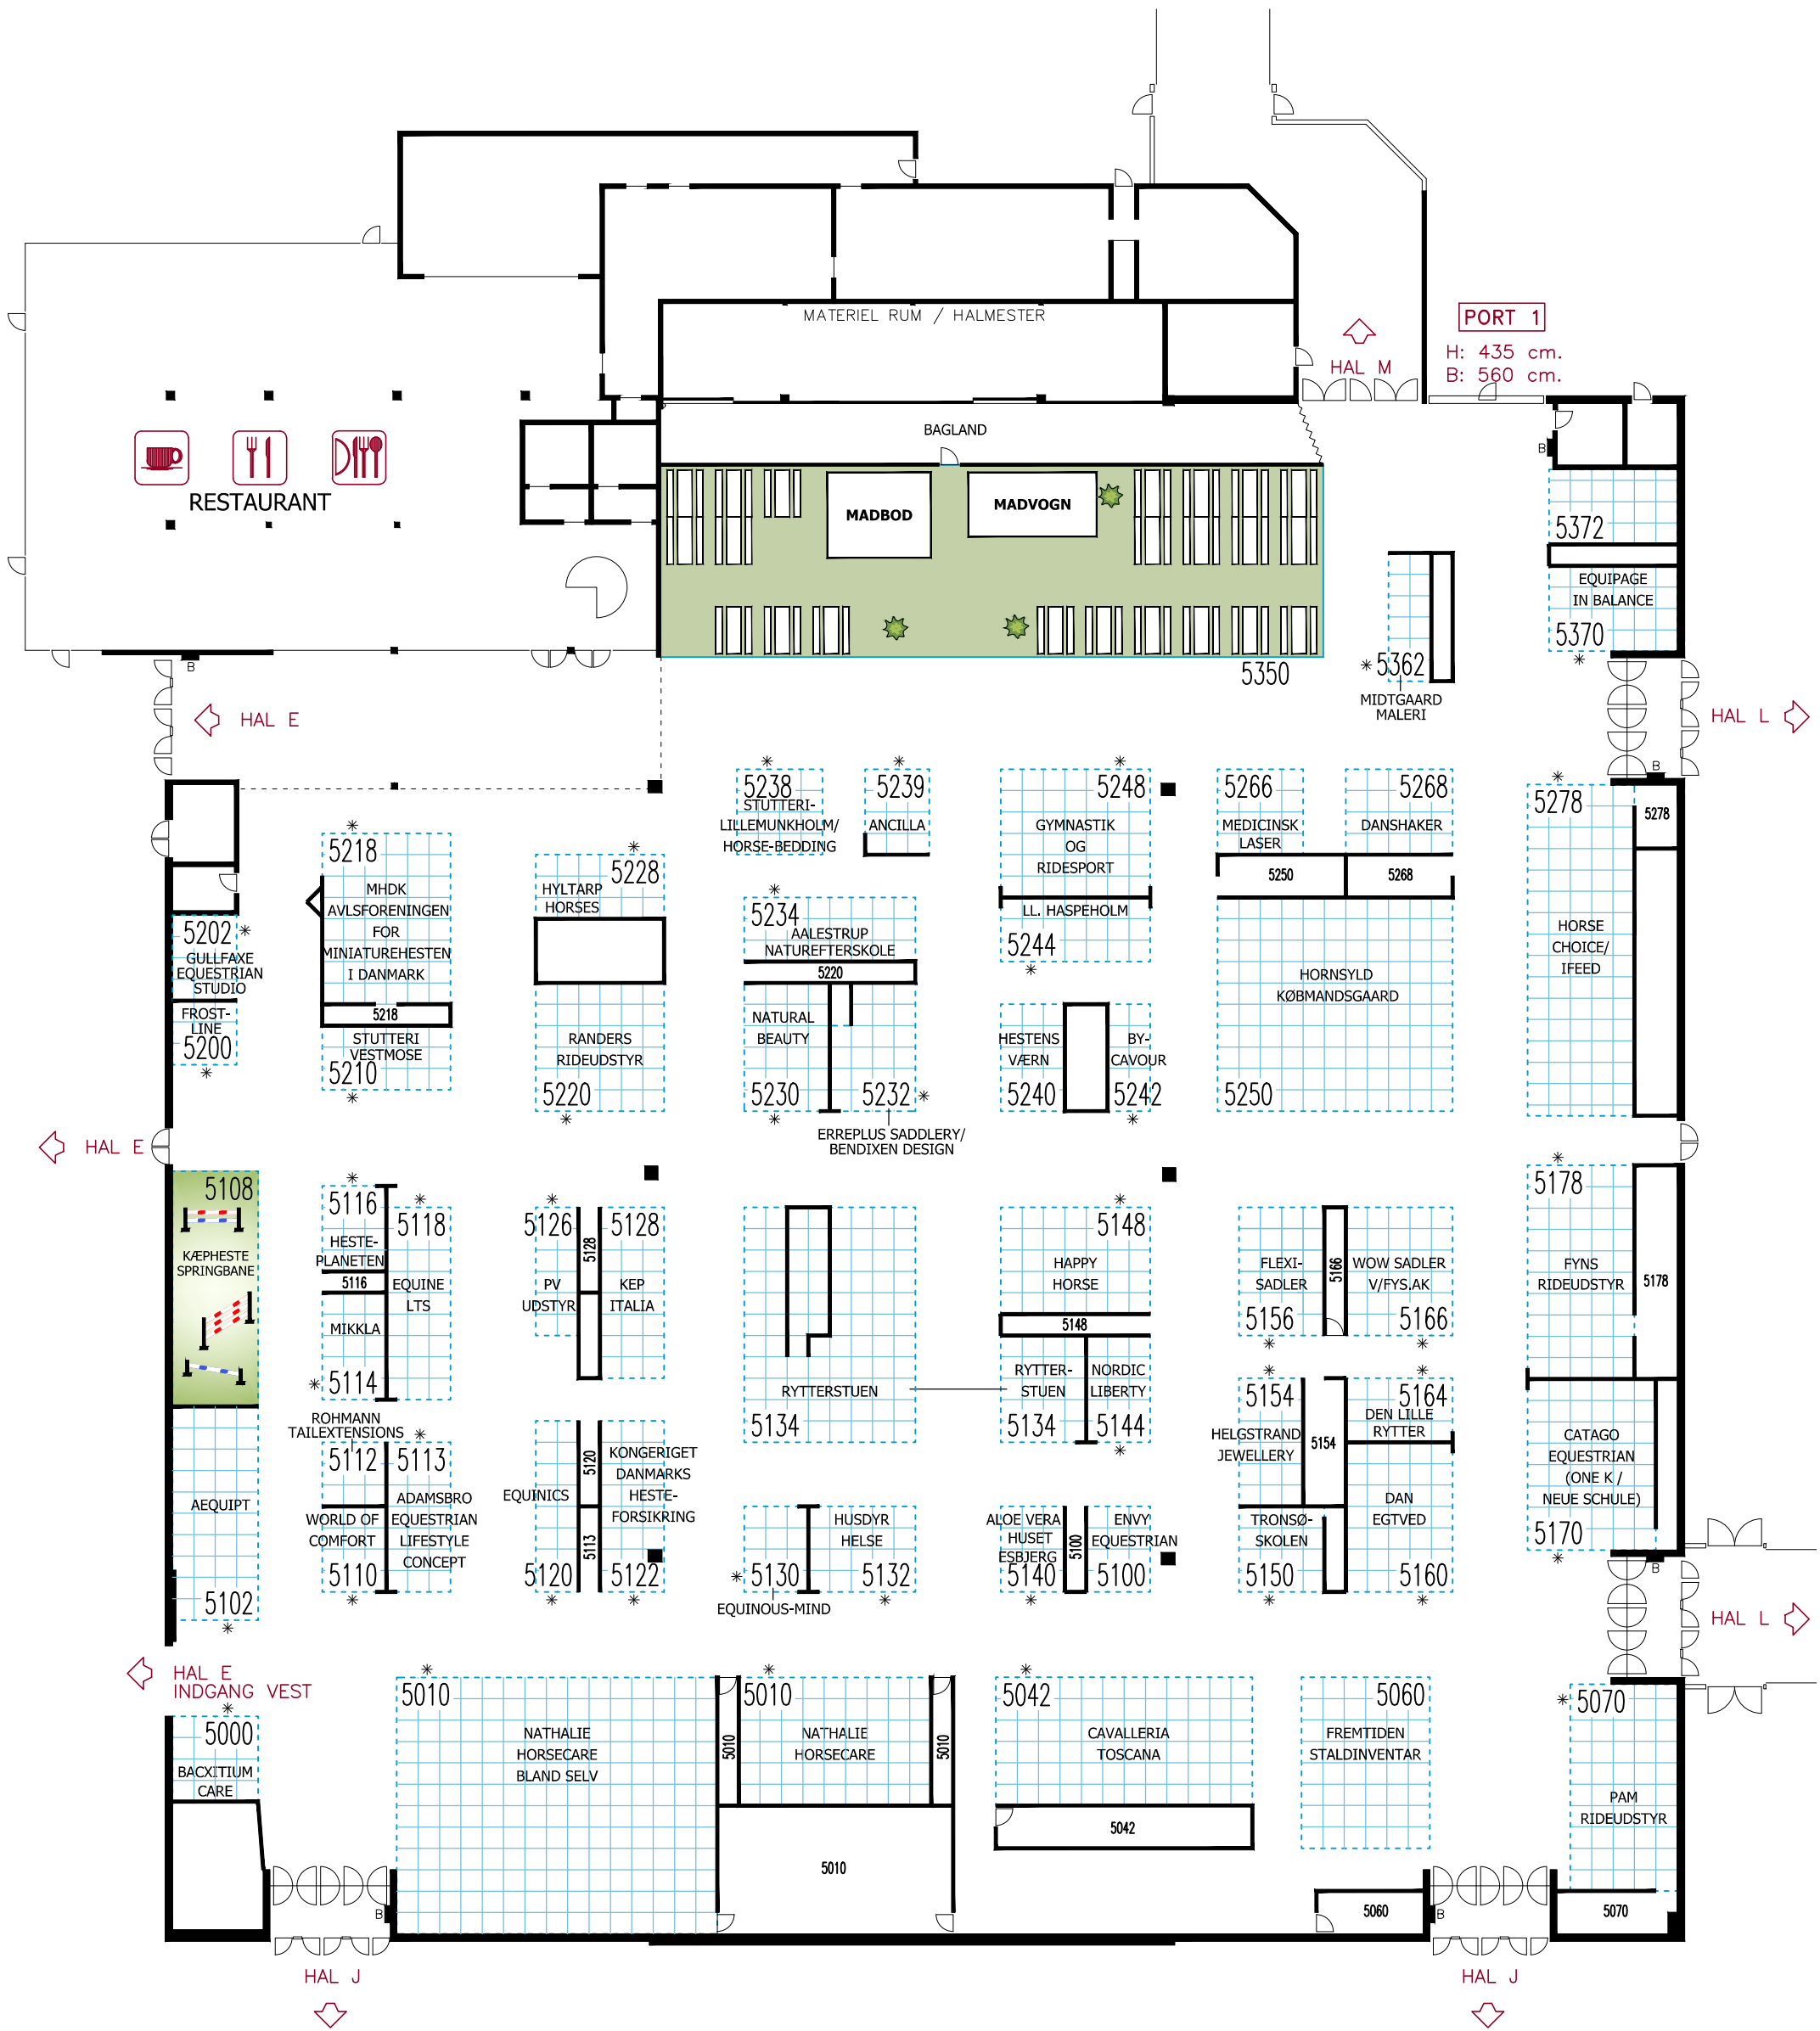 MATERIEL RUM / HALMESTER
PORT 1
H: 435 cm.
B: 560 cm.
HAL M
BAGLAND
B
RESTAURANT
MADBOD
MADVOGN
5372
EQUIPAGE
IN BALANCE
5370
*
5350
* 5362
MIDTGAARD
MALERI
B
HAL E
HAL L
B
*
5238
STUTTERI-
LILLEMUNKHOLM/
HORSE-BEDDING
*
5239
ANCILLA
*
5248
GYMNASTIK
OG
RIDESPORT
LL. HASPEHOLM
5244
*
5266
MEDICINSK
LASER
5250
5268
DANSHAKER
5268
*
5278
5278
HORSE
CHOICE/
IFEED
*
5218
MHDK
AVLSFORENINGEN
FOR
MINIATUREHESTEN
I DANMARK
5218
STUTTERI
VESTMOSE
5210
*
*
5228
HYLTARP
HORSES
RANDERS
RIDEUDSTYR
5220
*
*
5234
AALESTRUP
NATUREFTERSKOLE
5220
NATURAL
BEAUTY
5230
*
5232 *
ERREPLUS SADDLERY/
BENDIXEN DESIGN
5202 *
GULLFAXE
EQUESTRIAN
STUDIO
FROST-
LINE
5200
*
HESTENS
VÆRN
5240
BY-
CAVOUR
5242
*
HORNSYLD
KØBMANDSGAARD
5250
HAL E
5108
KÆPHESTE
SPRINGBANE
*
5116
HESTE-
PLANETEN
5116
MIKKLA
* 5114
*
5118
EQUINE
LTS
*
5126
PV
UDSTYR
5128
5128
KEP
ITALIA
RYTTERSTUEN
5134
*
5148
HAPPY
HORSE
5148
RYTTER-
STUEN
5134
NORDIC
LIBERTY
5144
*
FLEXI-
SADLER
5156
*
5166
WOW SADLER
V/FYS.AK
5166
*
*
5178
FYNS
RIDEUDSTYR
5178
ROHMANN
TAILEXTENSIONS
5112
WORLD OF
COMFORT
5110
*
*
5113
ADAMSBRO
EQUESTRIAN
LIFESTYLE
CONCEPT
AEQUIPT
5102
*
EQUINICS
5120
*
5120
5113
KONGERIGET
DANMARKS
HESTE-
FORSIKRING
5122
*
* 5130
EQUINOUS-MIND
HUSDYR
HELSE
5132
*
ALOE VERA
HUSET
ESBJERG
5140
*
5100
ENVY
EQUESTRIAN
5100
*
5154
HELGSTRAND
JEWELLERY
5154
TRONSØ-
SKOLEN
5150
*
*
5164
DEN LILLE
RYTTER
DAN
EGTVED
5160
*
CATAGO
EQUESTRIAN
(ONE K /
NEUE SCHULE)
5170
*
B
HAL L
HAL E
INDGANG VEST
*
5000
BACXITIUM
CARE
*
5010
NATHALIE
HORSECARE
BLAND SELV
5010
*
5010
NATHALIE
HORSECARE
5010
5010
*
5042
CAVALLERIA
TOSCANA
5042
5060
FREMTIDEN
STALDINVENTAR
5060
* 5070
PAM
RIDEUDSTYR
5070
B
B
HAL J
HAL J